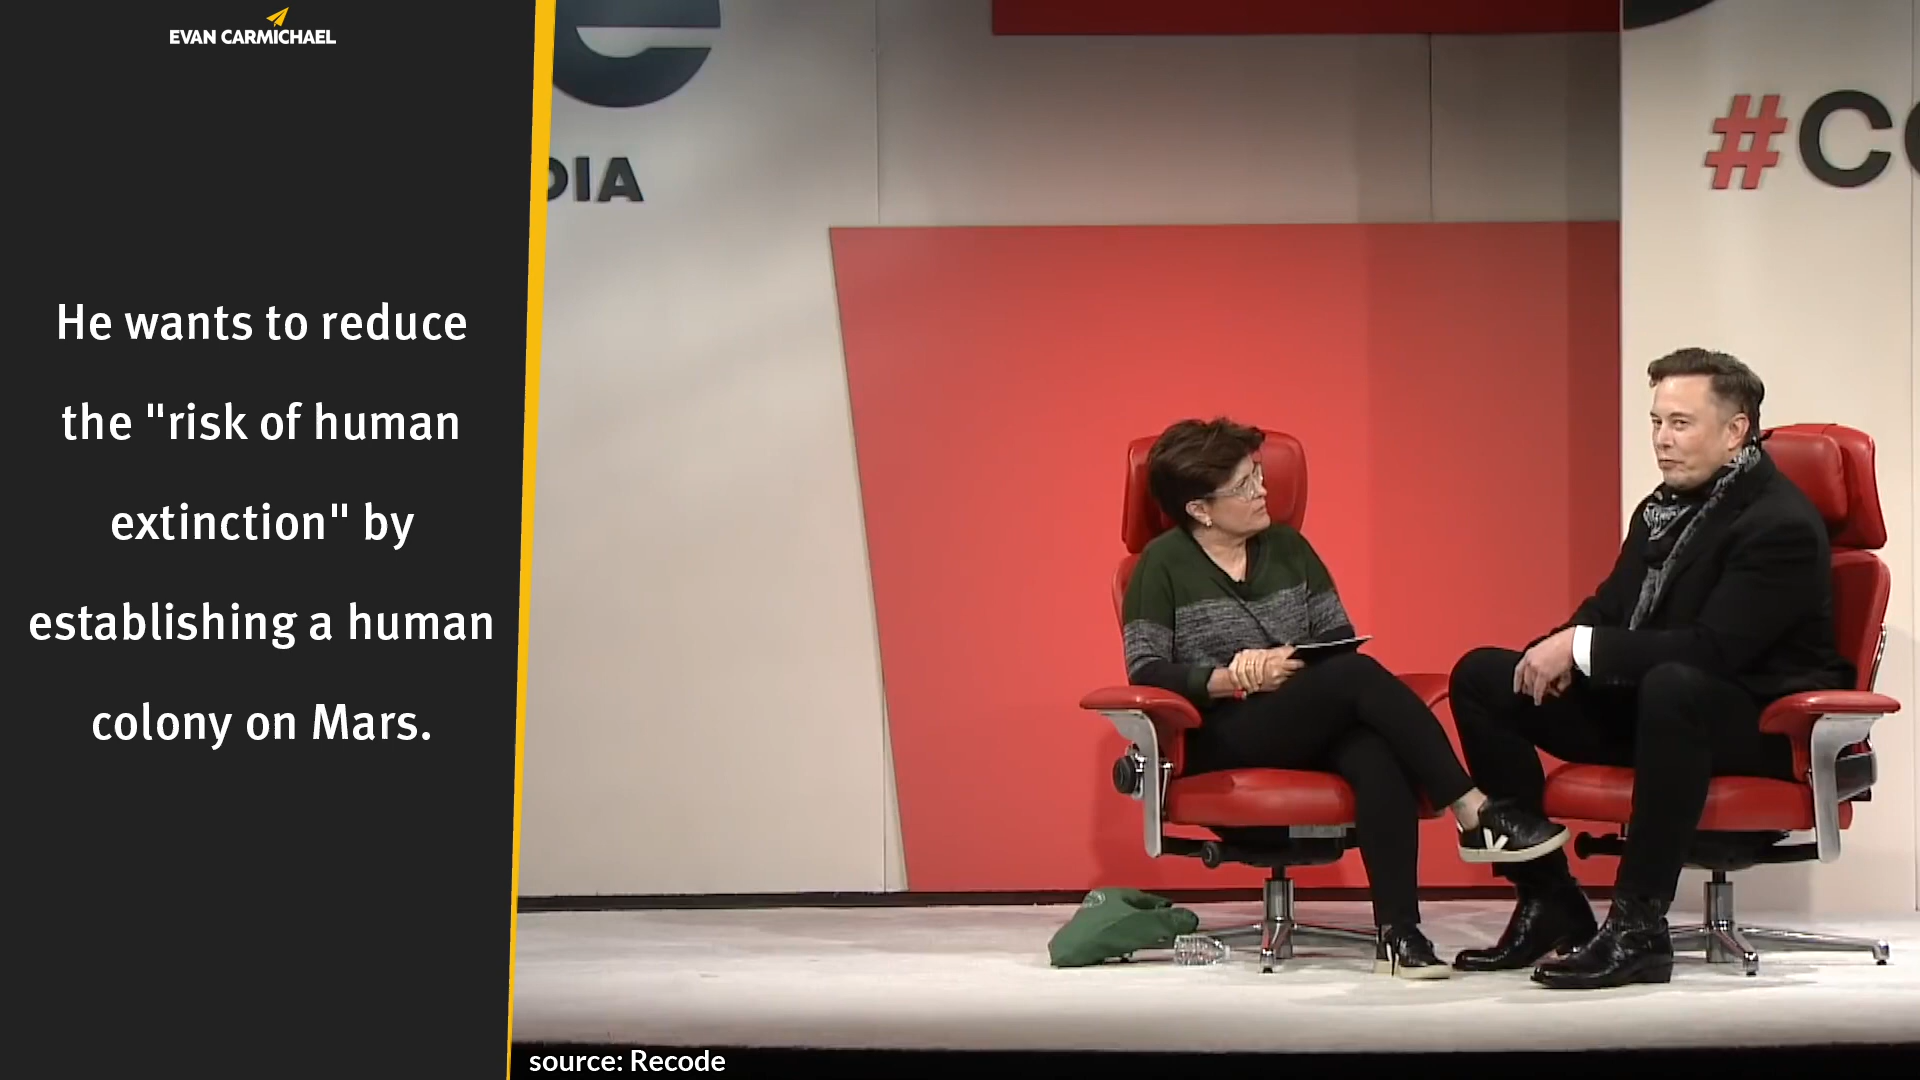 EVAN CARMICHAEL
He wants to reduce
the "risk of human
extinction" by
establishing a human
colony on Mars.
e
DIA
#CO
source: Recode